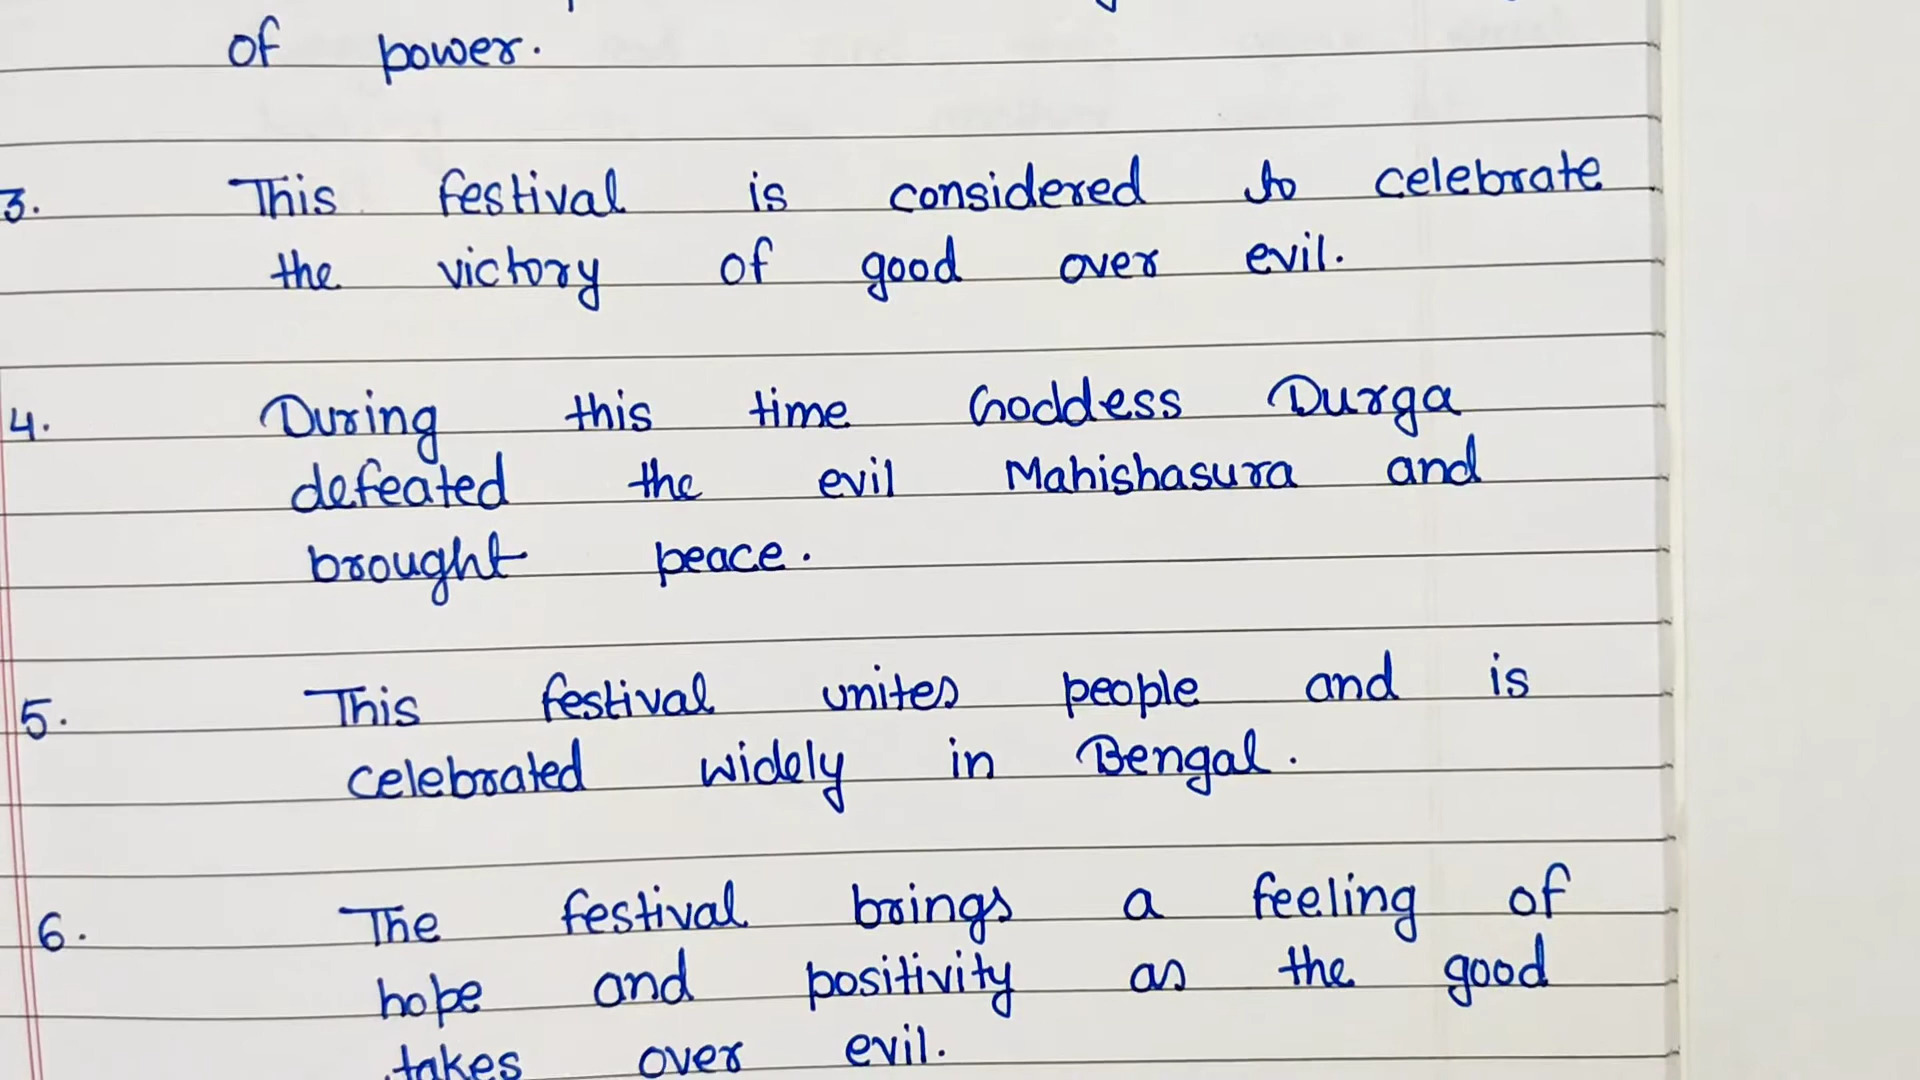 of power.
3. This festival is considered to celebrate
the victory of good over evil.
4. During this time Goddess Durga
defeated the evil Mahishasura and
brought peace.
5. This festival unites people and is
celebrated widely in Bengal.
6. The festival brings a feeling of
hope and positivity as the good
takes over evil.